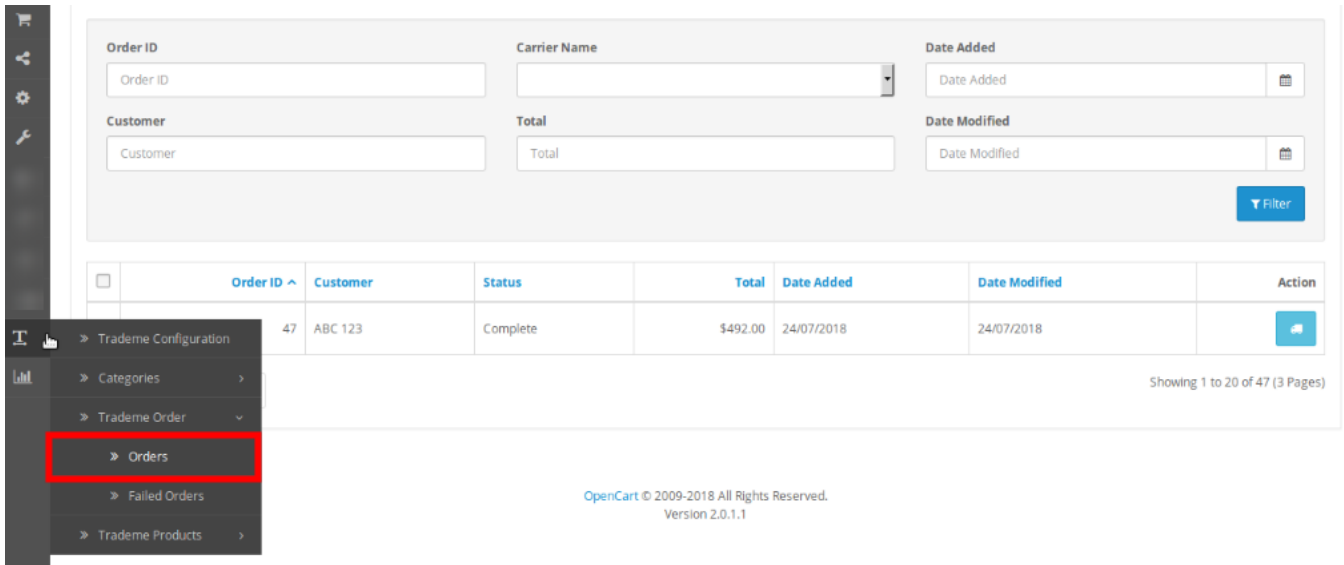 Order ID Carrier Name Date Added
Order ID Date Added
Customer Total Date Modified
Customer Total Date Modified
Filter
Order ID Customer Status Total Date Added Date Modified Action
47 ABC 123 Complete $492.00 24/07/2018 24/07/2018
Showing 1 to 20 of 47 (3 Pages)
» Trademe Configuration
» Categories >
» Trademe Order
» Orders
» Failed Orders
» Trademe Products >
OpenCart © 2009-2018 All Rights Reserved.
Version 2.0.1.1